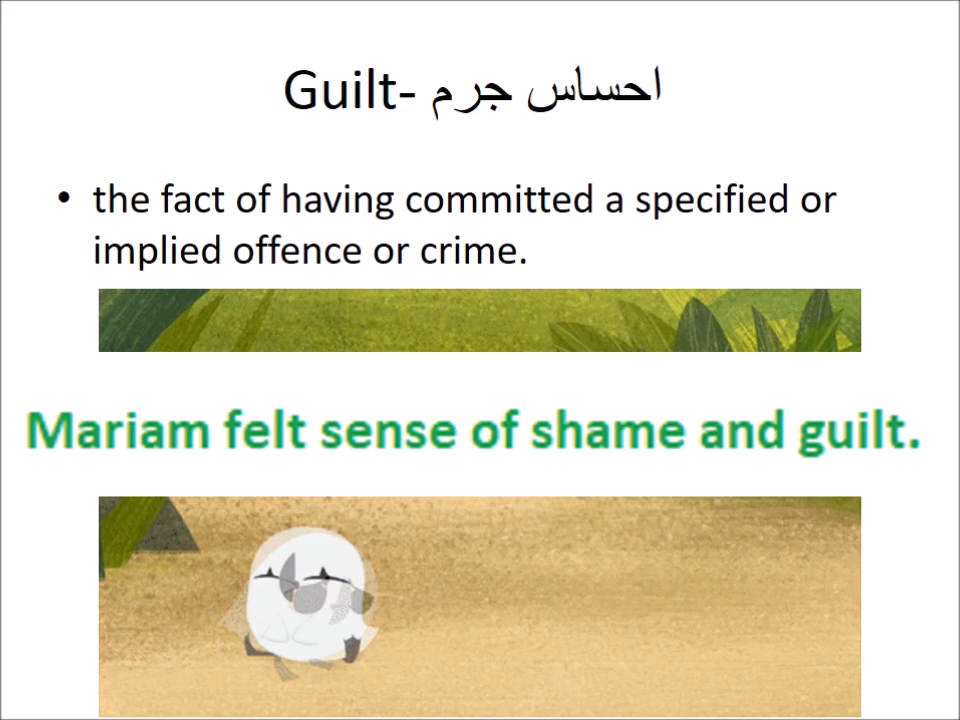 Guilt- احساس جرم
• the fact of having committed a specified or
implied offence or crime.
Mariam felt sense of shame and guilt.